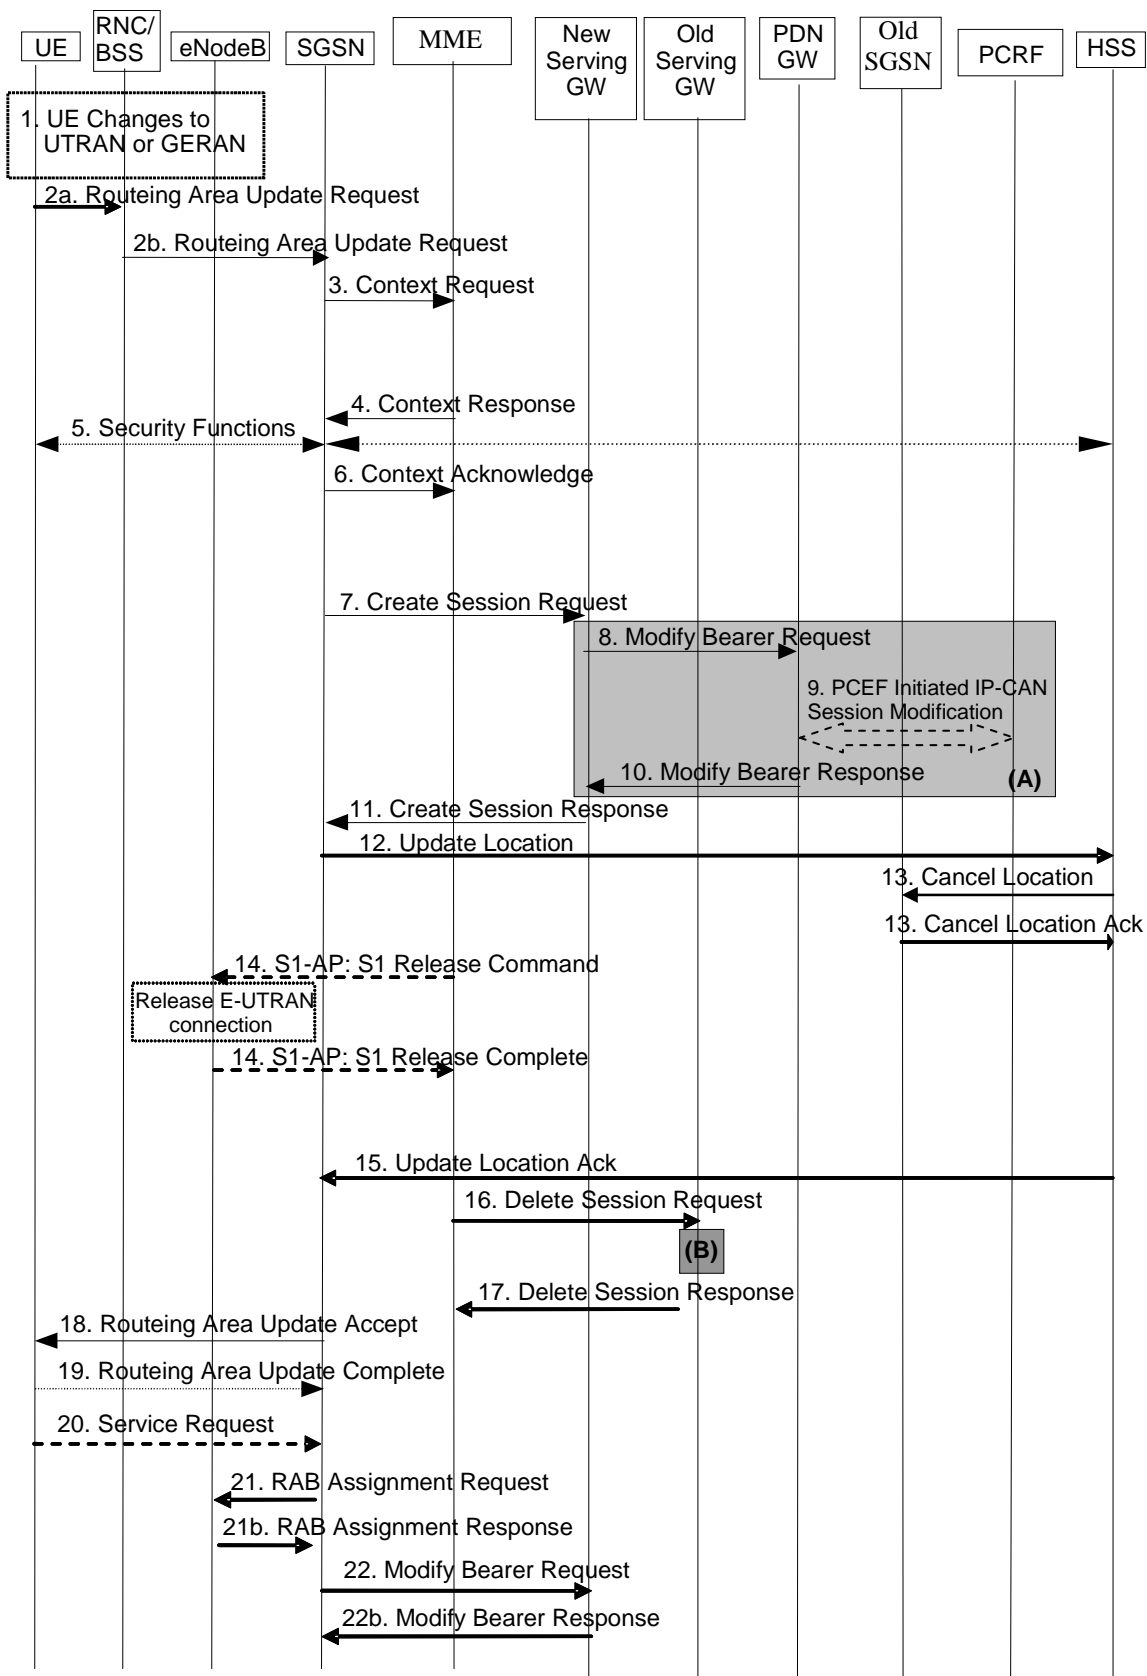 UE
RNC/
BSS
eNodeB
SGSN
MME
New
Serving
GW
Old
Serving
GW
PDN
GW
Old
SGSN
PCRF
HSS
1. UE Changes to
UTRAN or GERAN
2a. Routeing Area Update Request
2b. Routeing Area Update Request
3. Context Request
4. Context Response
5. Security Functions
6. Context Acknowledge
7. Create Session Request
8. Modify Bearer Request
9. PCEF Initiated IP-CAN
Session Modification
10. Modify Bearer Response
(A)
11. Create Session Response
12. Update Location
13. Cancel Location
13. Cancel Location Ack
14. S1-AP: S1 Release Command
Release E-UTRAN
connection
14. S1-AP: S1 Release Complete
15. Update Location Ack
16. Delete Session Request
(B)
17. Delete Session Response
18. Routeing Area Update Accept
19. Routeing Area Update Complete
20. Service Request
21. RAB Assignment Request
21b. RAB Assignment Response
22. Modify Bearer Request
22b. Modify Bearer Response